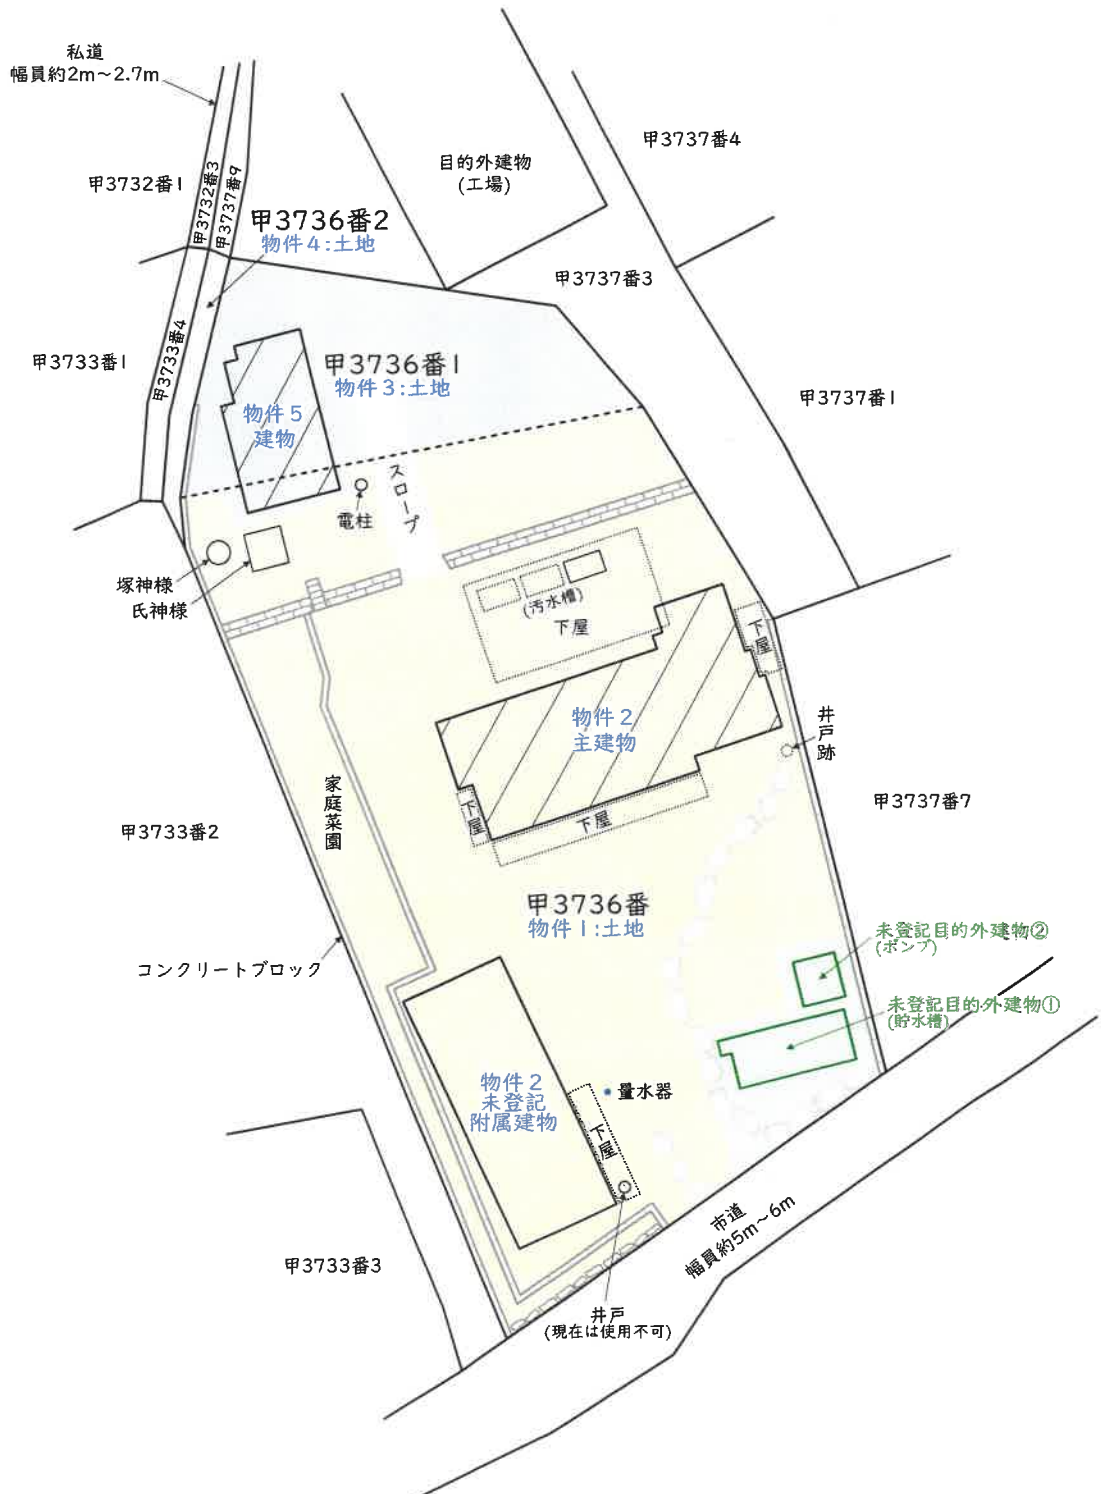 私道
幅員約2m～2.7m
甲3737番4
目的外建物
(工場)
甲3732番1
甲3732番3
甲3737番9
甲3736番2
物件4:土地
甲3737番3
甲3733番4
甲3733番1
甲3736番1
物件3:土地
甲3737番1
物件5
建物
スロープ
電柱
塚神様
氏神様
(汚水槽)
下屋
下屋
物件2
主建物
井戸跡
家庭菜園
下屋
下屋
甲3737番7
甲3733番2
甲3736番
物件1:土地
未登記目的外建物②
(ポンプ)
コンクリートブロック
未登記目的外建物①
(貯水槽)
物件2
未登記
附属建物
量水器
下屋
市道
幅員約5m～6m
甲3733番3
井戸
(現在は使用不可)